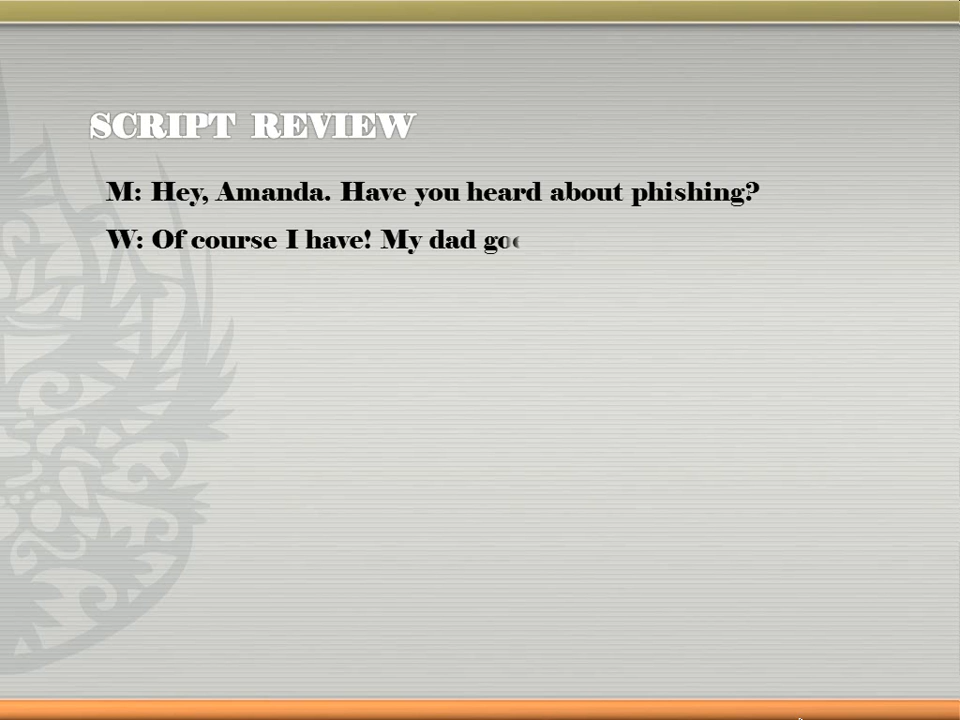 SCRIPT REVIEW
M: Hey, Amanda. Have you heard about phishing?
W: Of course I have! My dad